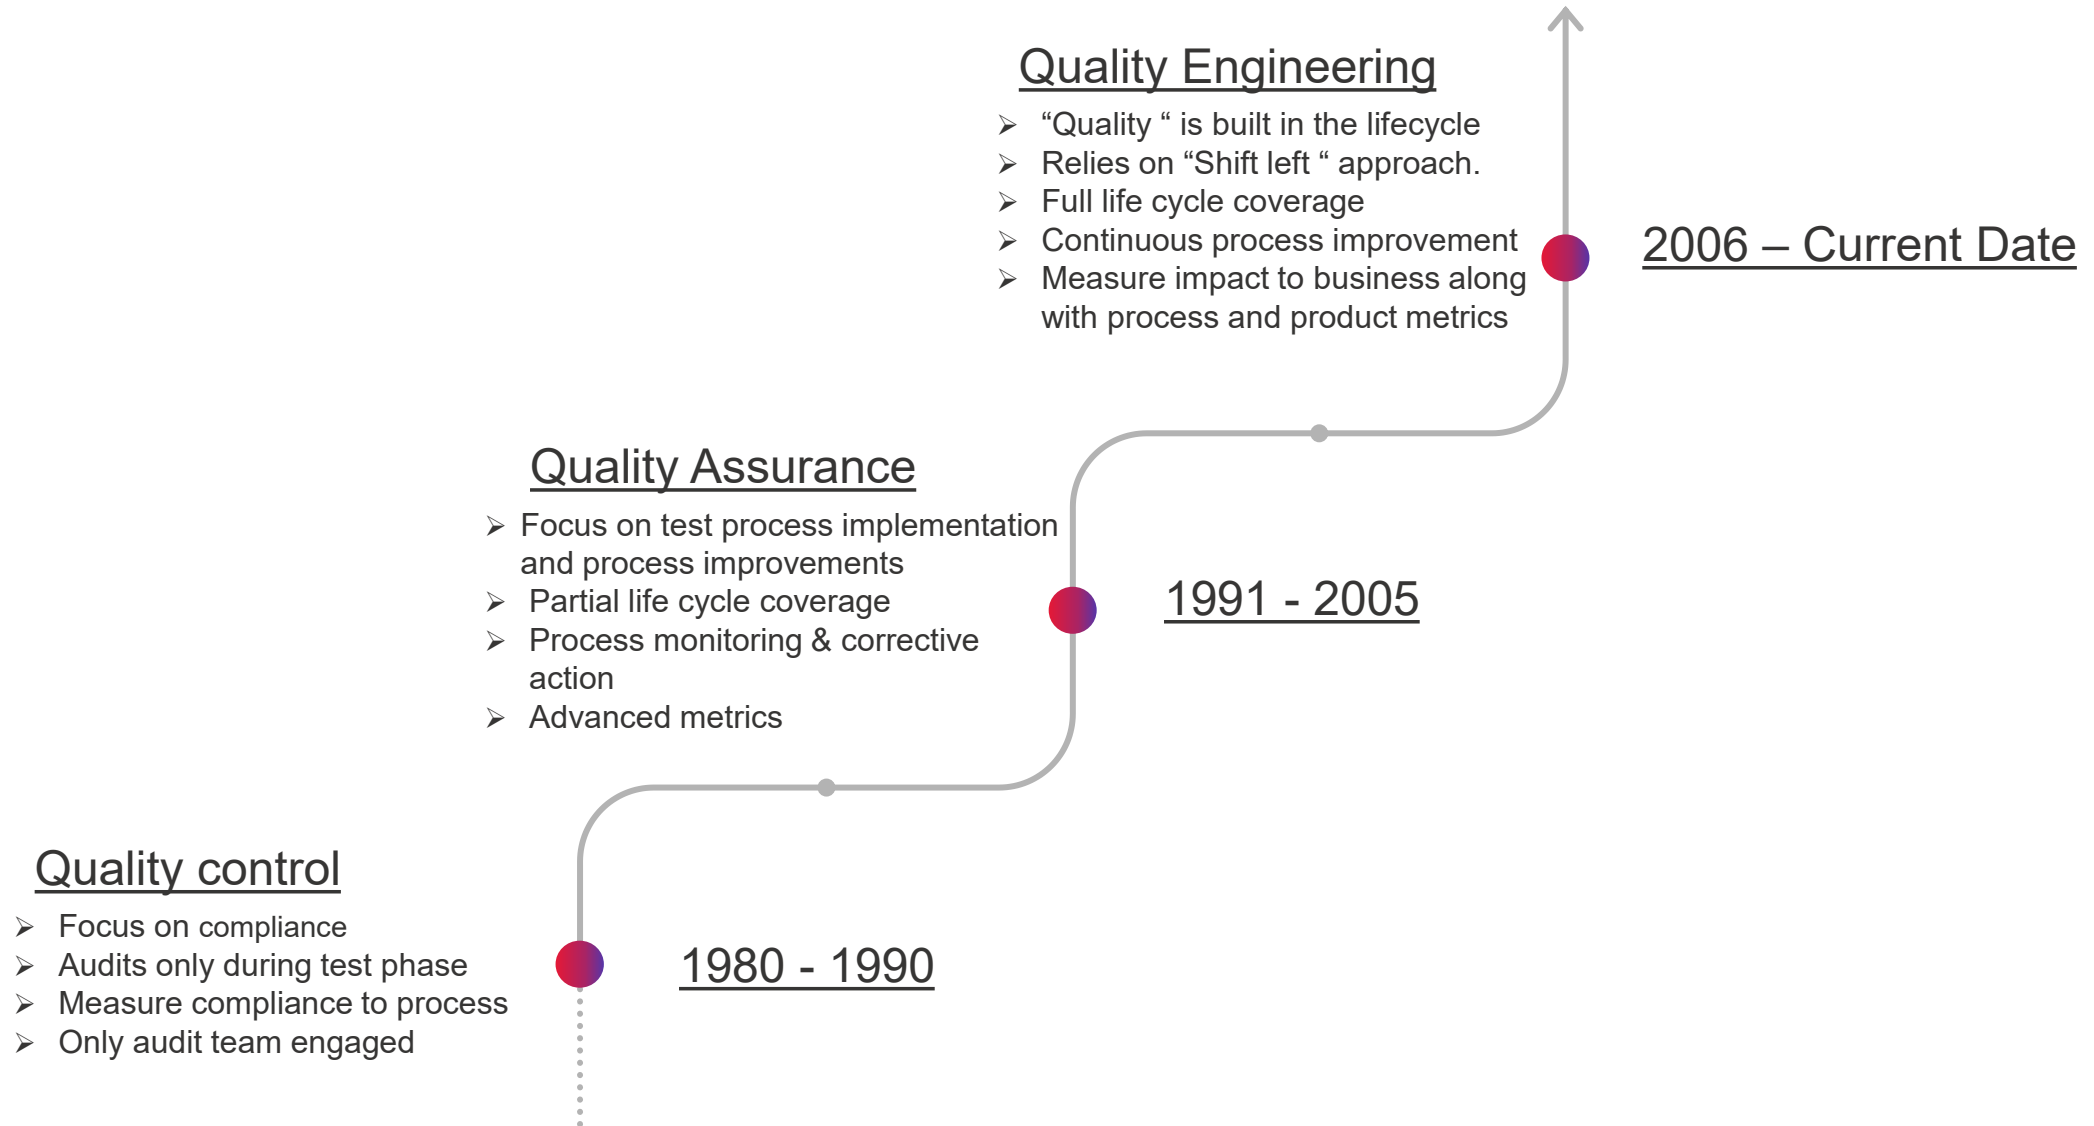 Quality Engineering
➢ “Quality “ is built in the lifecycle
➢ Relies on “Shift left “ approach.
➢ Full life cycle coverage
➢ Continuous process improvement
➢ Measure impact to business along
with process and product metrics
2006 – Current Date
Quality Assurance
➢ Focus on test process implementation
and process improvements
➢ Partial life cycle coverage
➢ Process monitoring & corrective
action
➢ Advanced metrics
1991 - 2005
Quality control
➢ Focus on compliance
➢ Audits only during test phase
➢ Measure compliance to process
➢ Only audit team engaged
1980 - 1990